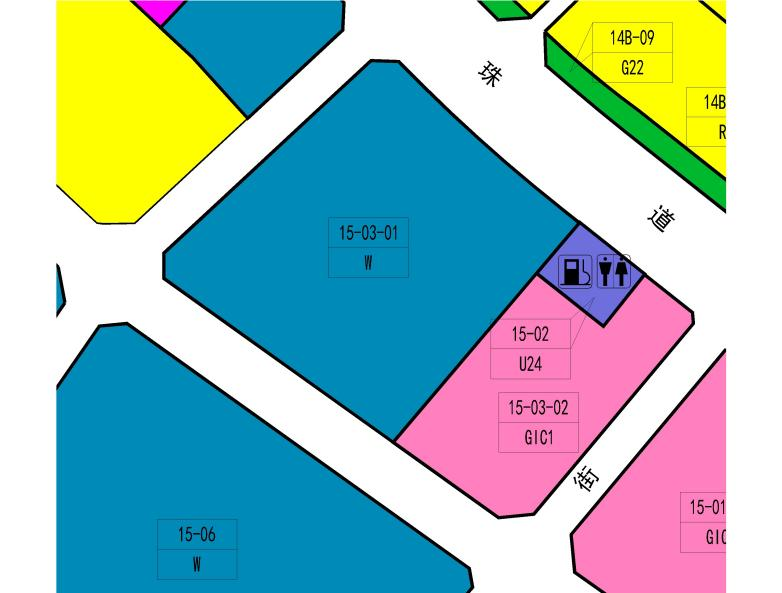 14B-09
G22
珠
14B
R
道
15-03-01
W
15-02
U24
15-03-02
GIC1
街
15-01
GIC
15-06
W